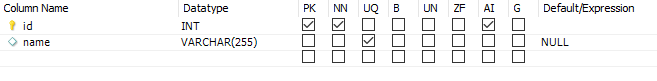 Column Name Datatype PK NN UQ B UN ZF AI G Default/Expression
id INT
name VARCHAR(255) NULL